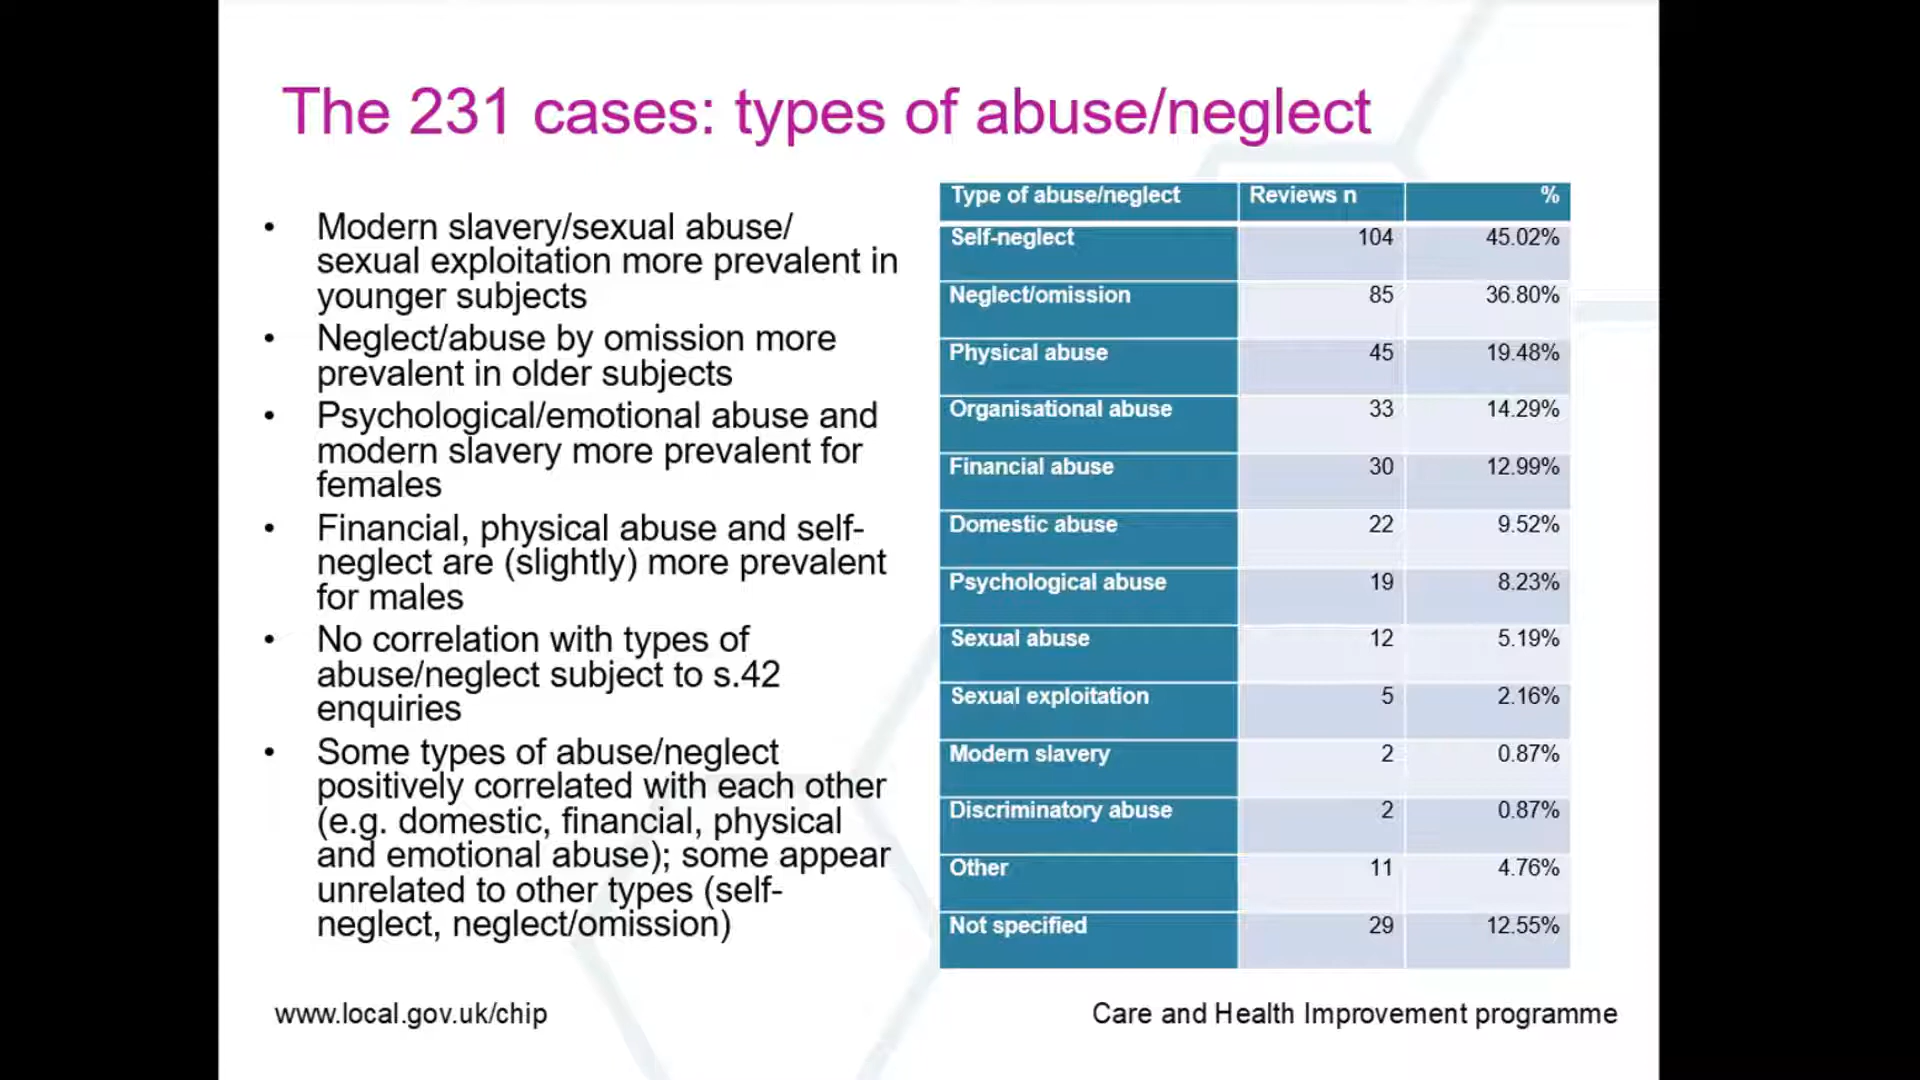 The 231 cases: types of abuse/neglect
• Modern slavery/sexual abuse/
sexual exploitation more prevalent in
younger subjects
• Neglect/abuse by omission more
prevalent in older subjects
• Psychological/emotional abuse and
modern slavery more prevalent for
females
• Financial, physical abuse and self-
neglect are (slightly) more prevalent
for males
• No correlation with types of
abuse/neglect subject to s.42
enquiries
• Some types of abuse/neglect
positively correlated with each other
(e.g. domestic, financial, physical
and emotional abuse); some appear
unrelated to other types (self-
neglect, neglect/omission)
Type of abuse/neglect Reviews n %
Self-neglect 104 45.02%
Neglect/omission 85 36.80%
Physical abuse 45 19.48%
Organisational abuse 33 14.29%
Financial abuse 30 12.99%
Domestic abuse 22 9.52%
Psychological abuse 19 8.23%
Sexual abuse 12 5.19%
Sexual exploitation 5 2.16%
Modern slavery 2 0.87%
Discriminatory abuse 2 0.87%
Other 11 4.76%
Not specified 29 12.55%
www.local.gov.uk/chip
Care and Health Improvement programme